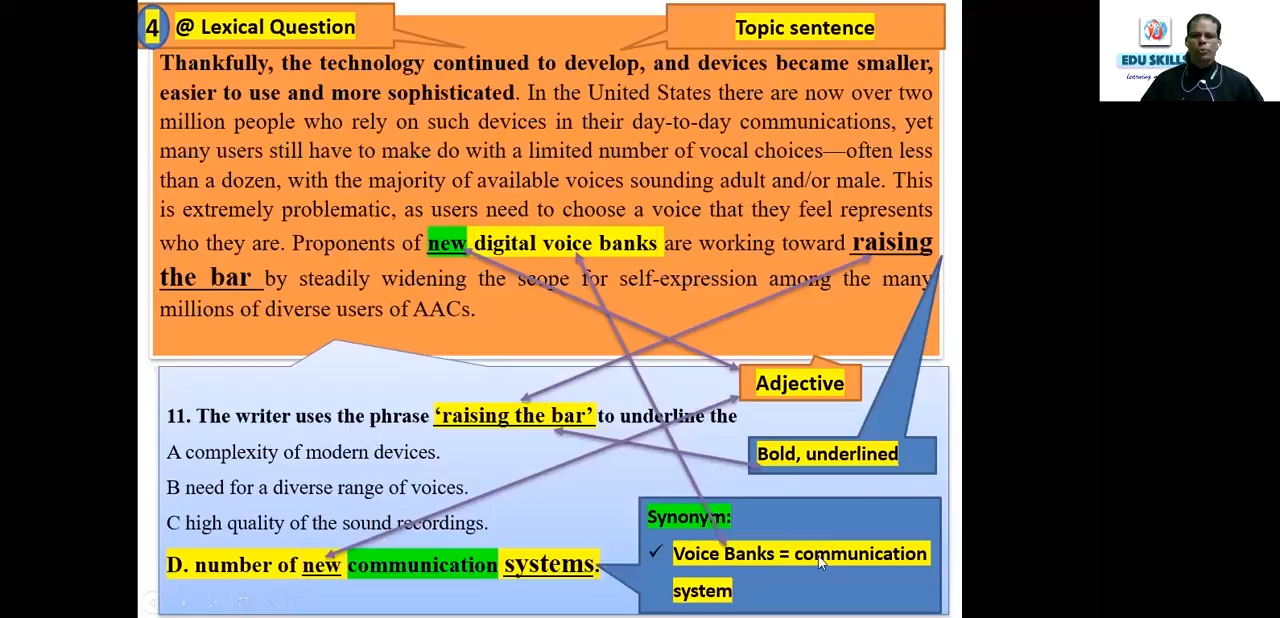 4 @ Lexical Question
Topic sentence
Thankfully, the technology continued to develop, and devices became smaller,
easier to use and more sophisticated. In the United States there are now over two
million people who rely on such devices in their day-to-day communications, yet
many users still have to make do with a limited number of vocal choices—often less
than a dozen, with the majority of available voices sounding adult and/or male. This
is extremely problematic, as users need to choose a voice that they feel represents
who they are. Proponents of new digital voice banks are working toward raising
the bar by steadily widening the scope for self-expression among the many
millions of diverse users of AACs.
Adjective
11. The writer uses the phrase ‘raising the bar’ to underline the
A complexity of modern devices.
B need for a diverse range of voices.
C high quality of the sound recordings.
D. number of new communication systems.
Bold, underlined
Synonym:
✓ Voice Banks = communication
system
EDU SKILLS